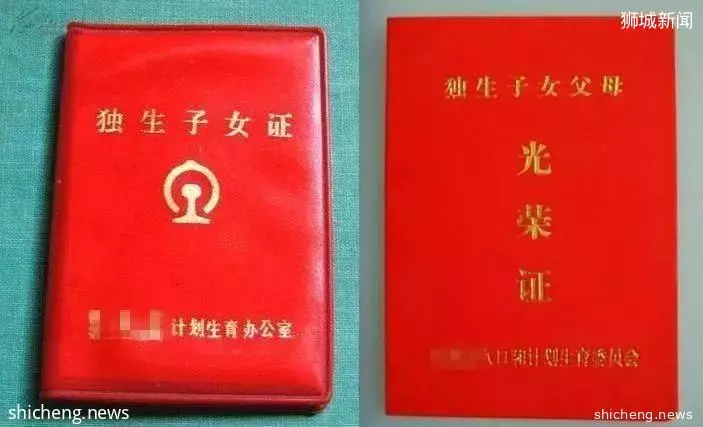 独生子女证
计划生育办公室
shicheng.news
狮城新闻
独生子女父母
光
荣
证
人口和计划生育委员会
shicheng.news